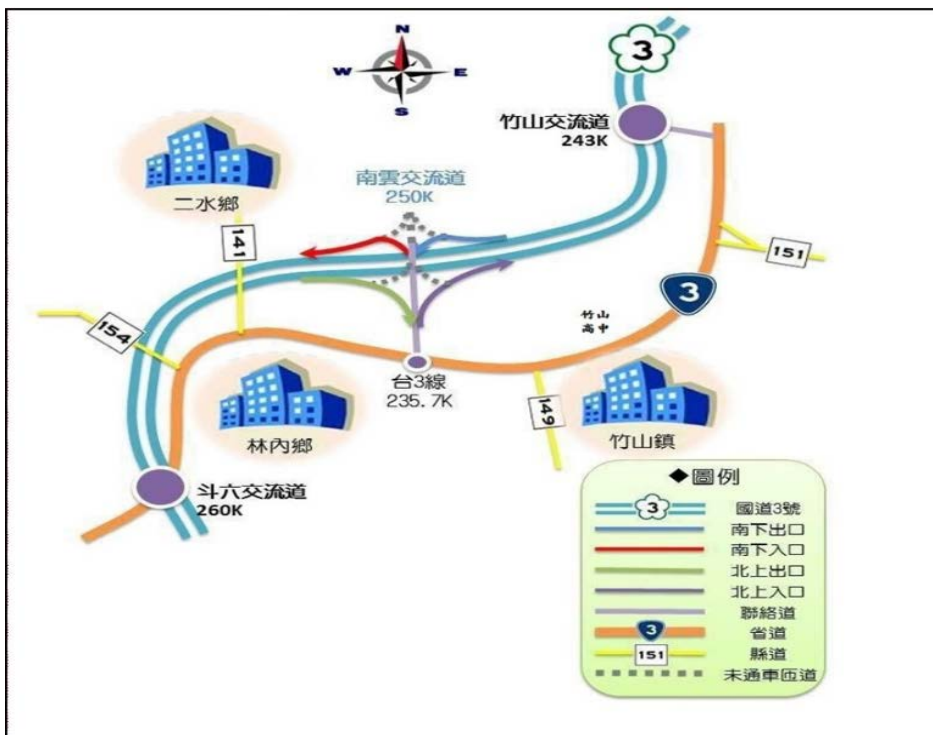 N
W E
S
3
竹山交流道
243K
南雲交流道
250K
二水鄉
141
151
3
竹山
高中
154
台3線
235.7K
149
林內鄉
竹山鎮
斗六交流道
260K
◆圖例
3 國道3號
南下出口
南下入口
北上出口
北上入口
聯絡道
3 省道
151 縣道
未通車匝道